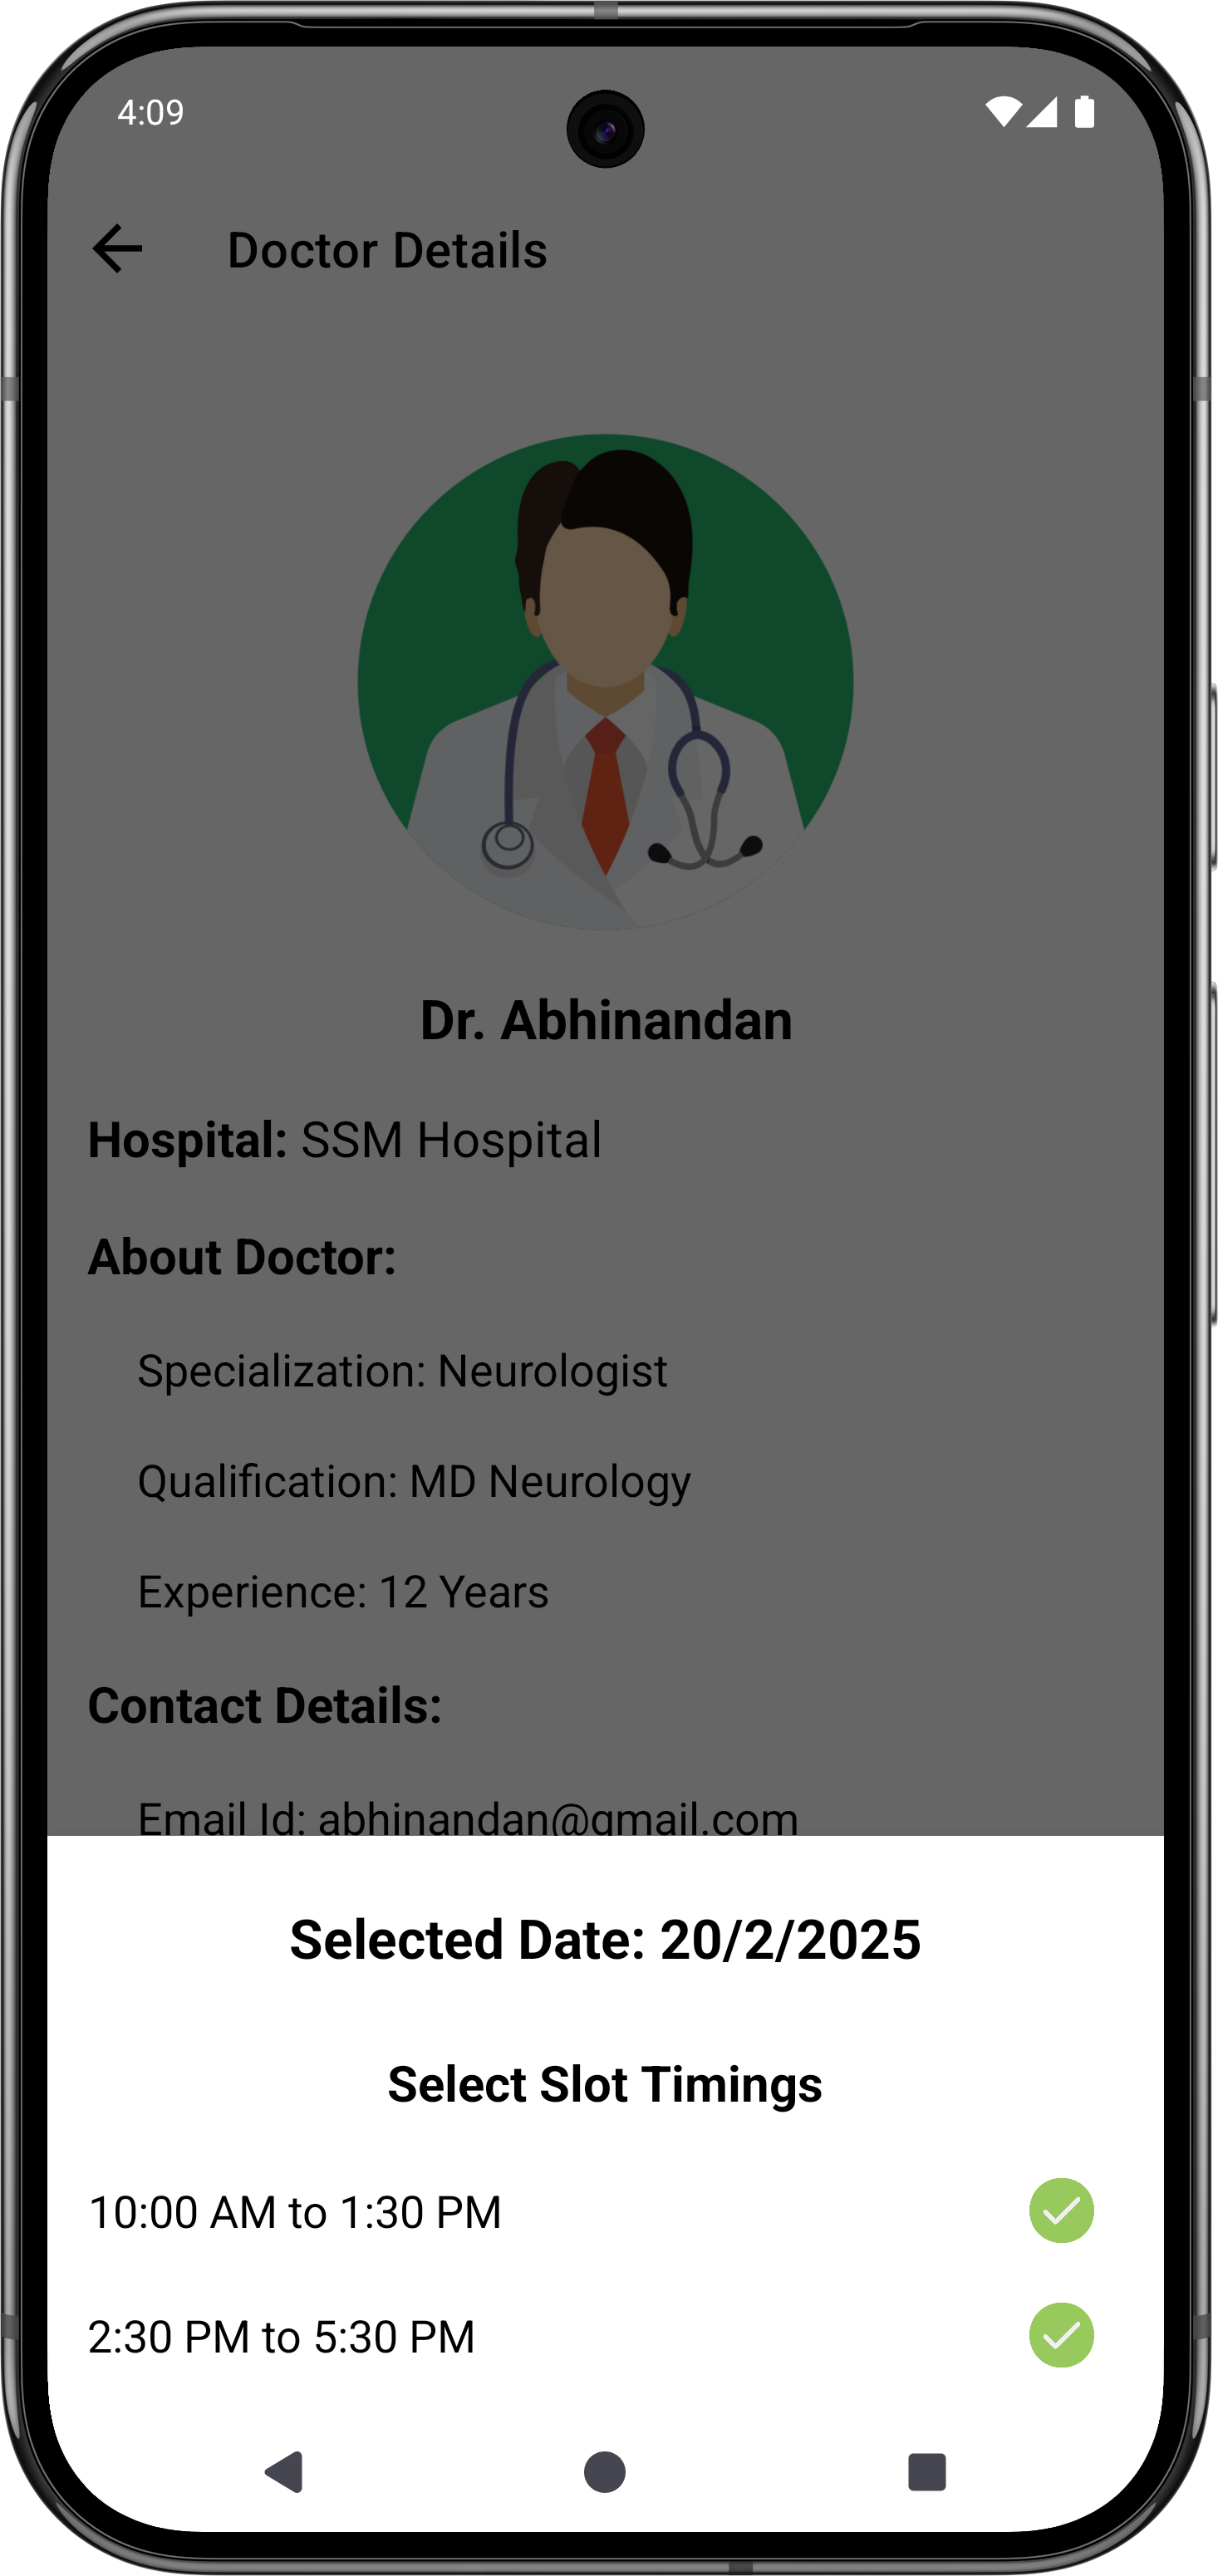 4:09
Doctor Details
Dr. Abhinandan
Hospital: SSM Hospital
About Doctor:
Specialization: Neurologist
Qualification: MD Neurology
Experience: 12 Years
Contact Details:
Email Id: abhinandan@gmail.com
Selected Date: 20/2/2025
Select Slot Timings
10:00 AM to 1:30 PM
2:30 PM to 5:30 PM